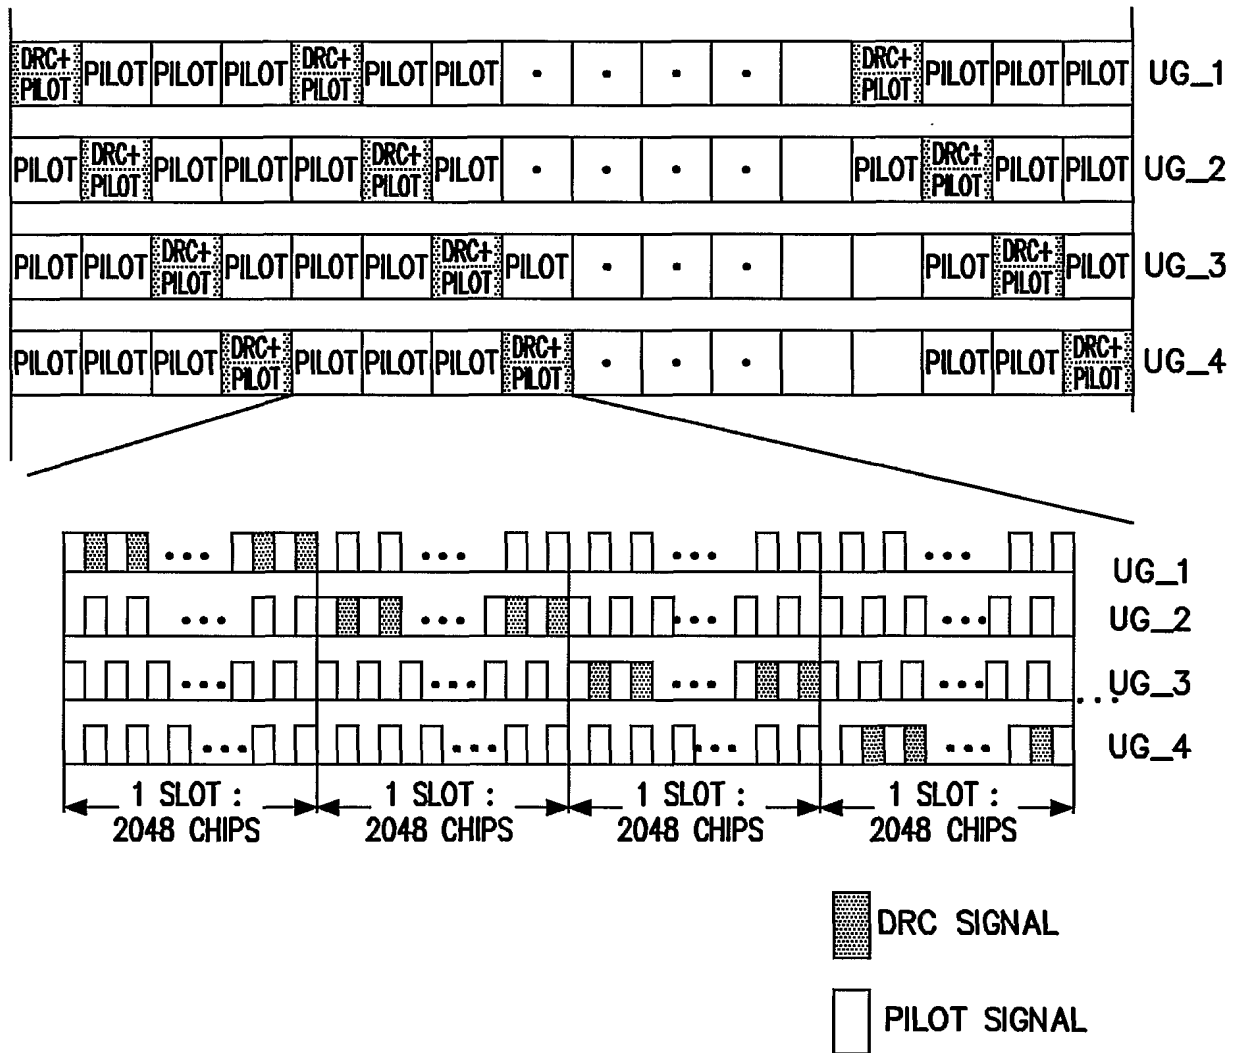 DRC+ PILOT PILOT PILOT PILOT DRC+ PILOT PILOT PILOT • • • • DRC+ PILOT PILOT PILOT PILOT UG_1
PILOT DRC+ PILOT PILOT PILOT PILOT DRC+ PILOT PILOT • • • • PILOT DRC+ PILOT PILOT PILOT UG_2
PILOT PILOT DRC+ PILOT PILOT PILOT PILOT DRC+ PILOT PILOT • • • PILOT DRC+ PILOT PILOT UG_3
PILOT PILOT PILOT DRC+ PILOT PILOT PILOT PILOT DRC+ PILOT • • • PILOT PILOT DRC+ PILOT UG_4
••• ••• ••• ••• UG_1
••• ••• ••• ••• UG_2
••• ••• ••• ••• ... UG_3
••• ••• ••• ••• UG_4
1 SLOT : 1 SLOT : 1 SLOT : 1 SLOT :
2048 CHIPS 2048 CHIPS 2048 CHIPS 2048 CHIPS
DRC SIGNAL
PILOT SIGNAL